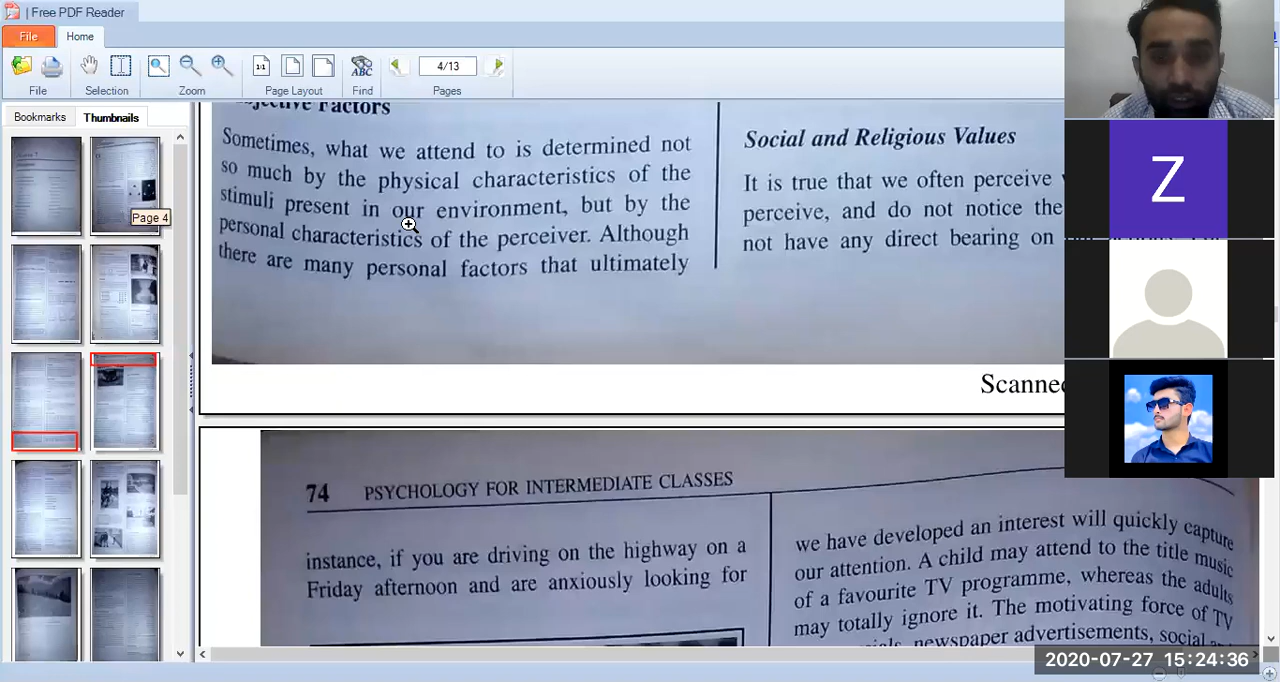 | Free PDF Reader
File
Home
File
Selection
Zoom
1:1
Page Layout
ABC
Find
4/13
Pages
Bookmarks
Thumbnails
Page 4
Factors
Sometimes, what we attend to is determined not
so much by the physical characteristics of the
stimuli present in our environment, but by the
personal characteristics of the perceiver. Although
there are many personal factors that ultimately
Social and Religious Values
It is true that we often perceive
perceive, and do not notice the
not have any direct bearing on
Scanned
74 PSYCHOLOGY FOR INTERMEDIATE CLASSES
instance, if you are driving on the highway on a
Friday afternoon and are anxiously looking for
we have developed an interest will quickly capture
our attention. A child may attend to the title music
of a favourite TV programme, whereas the adults
may totally ignore it. The motivating force of TV
newspaper advertisements, social
Z
2020-07-27 15:24:36